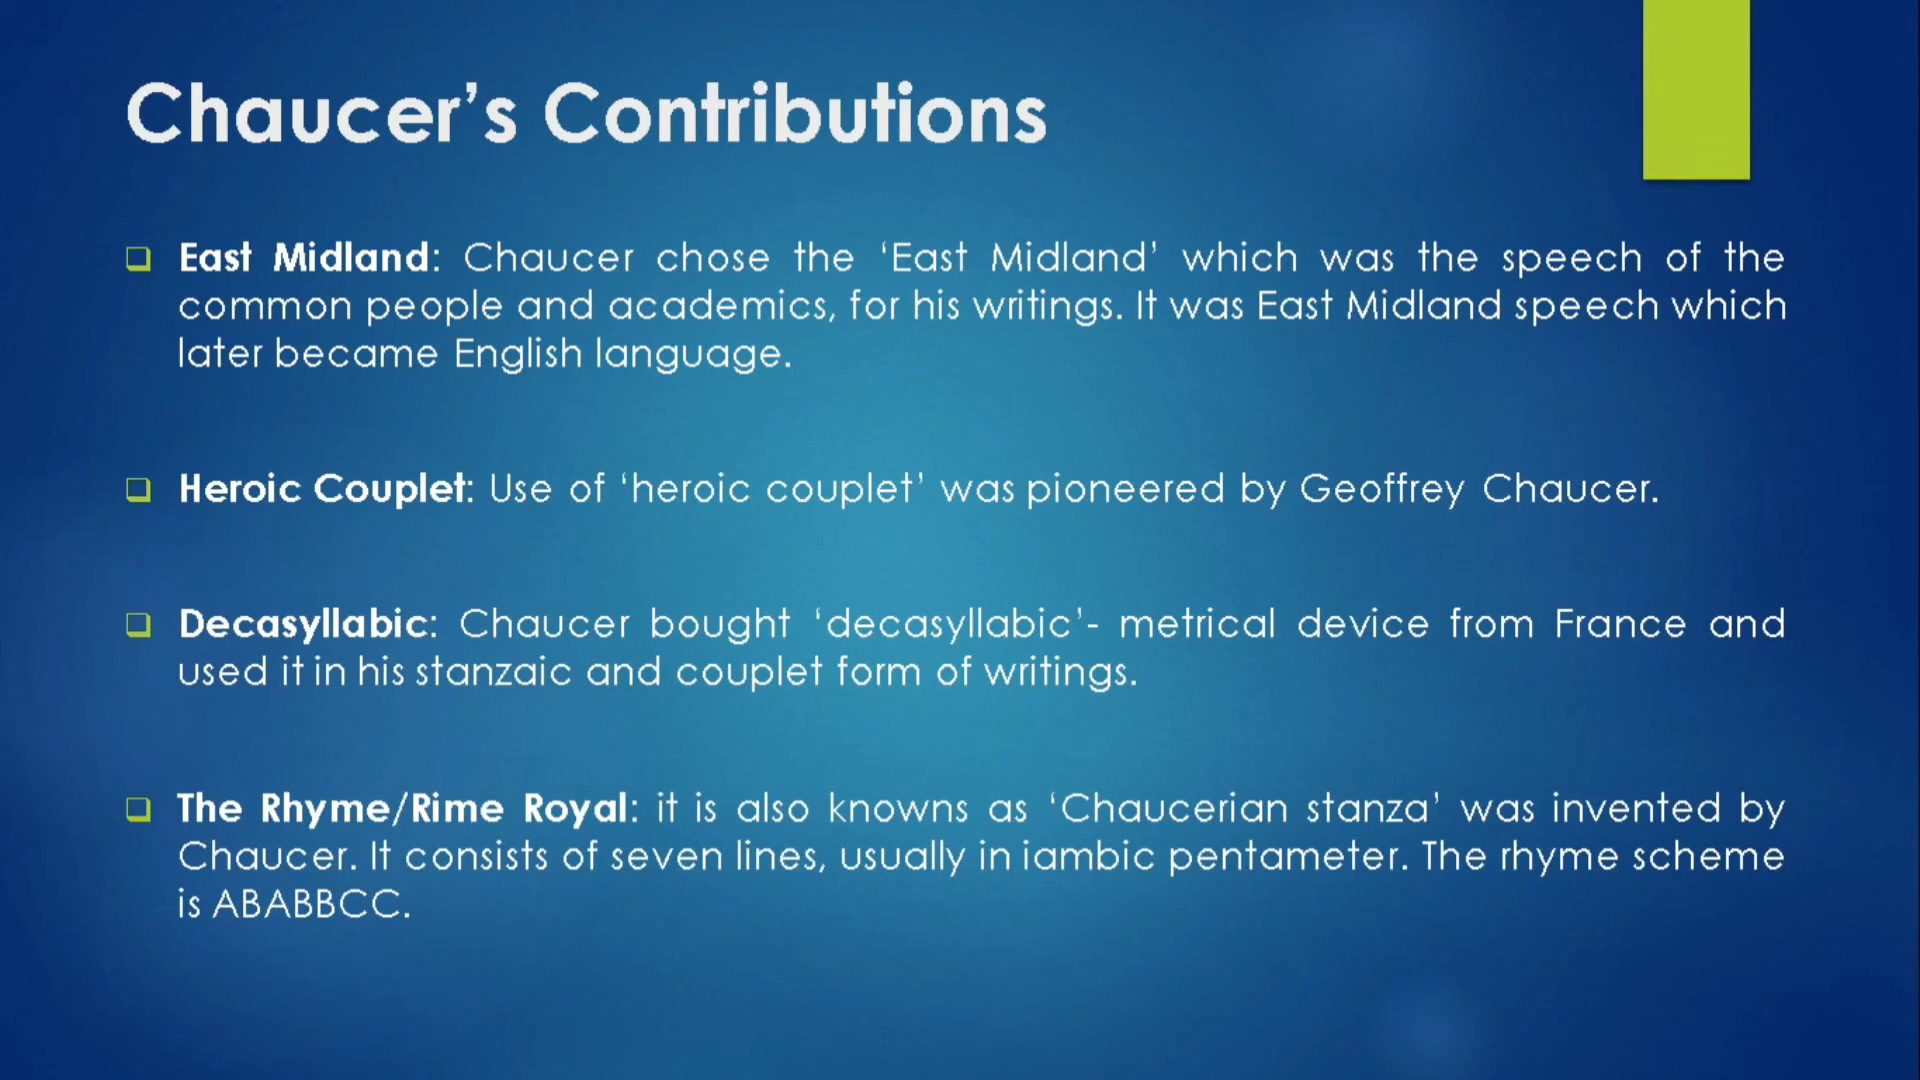 Chaucer’s Contributions
East Midland: Chaucer chose the ‘East Midland’ which was the speech of the
common people and academics, for his writings. It was East Midland speech which
later became English language.
Heroic Couplet: Use of ‘heroic couplet’ was pioneered by Geoffrey Chaucer.
Decasyllabic: Chaucer bought ‘decasyllabic’- metrical device from France and
used it in his stanzaic and couplet form of writings.
The Rhyme/Rime Royal: it is also knowns as ‘Chaucerian stanza’ was invented by
Chaucer. It consists of seven lines, usually in iambic pentameter. The rhyme scheme
is ABABBCC.